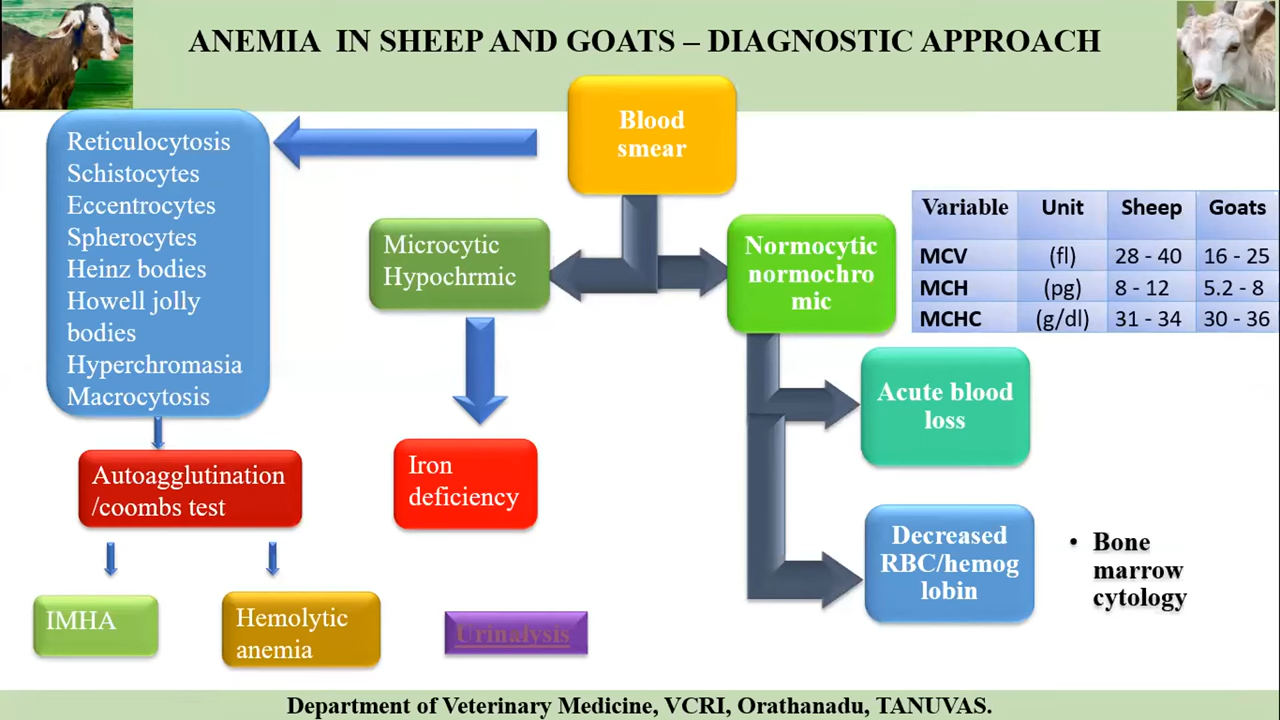 ANEMIA IN SHEEP AND GOATS – DIAGNOSTIC APPROACH
Blood
smear
Reticulocytosis
Schistocytes
Eccentrocytes
Spherocytes
Heinz bodies
Howell jolly
bodies
Hyperchromasia
Macrocytosis
Microcytic
Hypochrmic
Normocytic
normochro
mic
Variable Unit Sheep Goats
MCV (fl) 28 - 40 16 - 25
MCH (pg) 8 - 12 5.2 - 8
MCHC (g/dl) 31 - 34 30 - 36
Acute blood
loss
Autoagglutination
/coombs test
Iron
deficiency
Decreased
RBC/hemog
lobin
• Bone
marrow
cytology
IMHA
Hemolytic
anemia
Urinalysis
Department of Veterinary Medicine, VCRI, Orathanadu, TANUVAS.